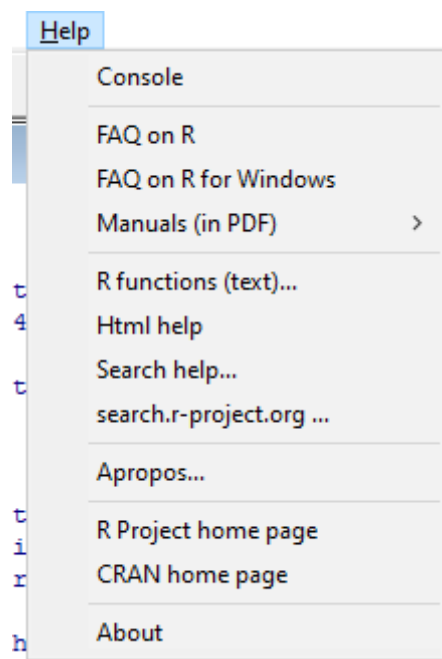 Help
Console
FAQ on R
FAQ on R for Windows
Manuals (in PDF)
t
R functions (text)...
4
Html help
t
Search help...
search.r-project.org ...
Apropos...
t
R Project home page
i
r
CRAN home page
h
About